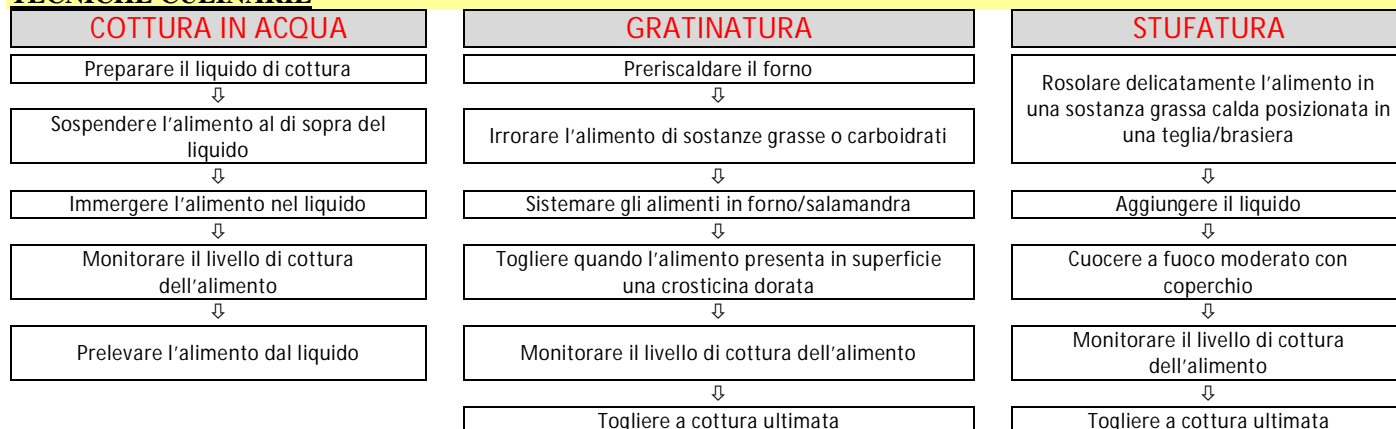 TECNICHE CULINARIE
COTTURA IN ACQUA
Preparare il liquido di cottura
⇩
Sospendere l'alimento al di sopra del
liquido
⇩
Immergere l'alimento nel liquido
⇩
Monitorare il livello di cottura
dell'alimento
⇩
Prelevare l'alimento dal liquido
GRATINATURA
Preriscaldare il forno
⇩
Irrorare l'alimento di sostanze grasse o carboidrati
⇩
Sistemare gli alimenti in forno/salamandra
⇩
Togliere quando l'alimento presenta in superficie
una crosticina dorata
⇩
Monitorare il livello di cottura dell'alimento
⇩
Togliere a cottura ultimata
STUFATURA
Rosolare delicatamente l'alimento in
una sostanza grassa calda posizionata in
una teglia/brasiera
⇩
Aggiungere il liquido
⇩
Cuocere a fuoco moderato con
coperchio
⇩
Monitorare il livello di cottura
dell'alimento
⇩
Togliere a cottura ultimata